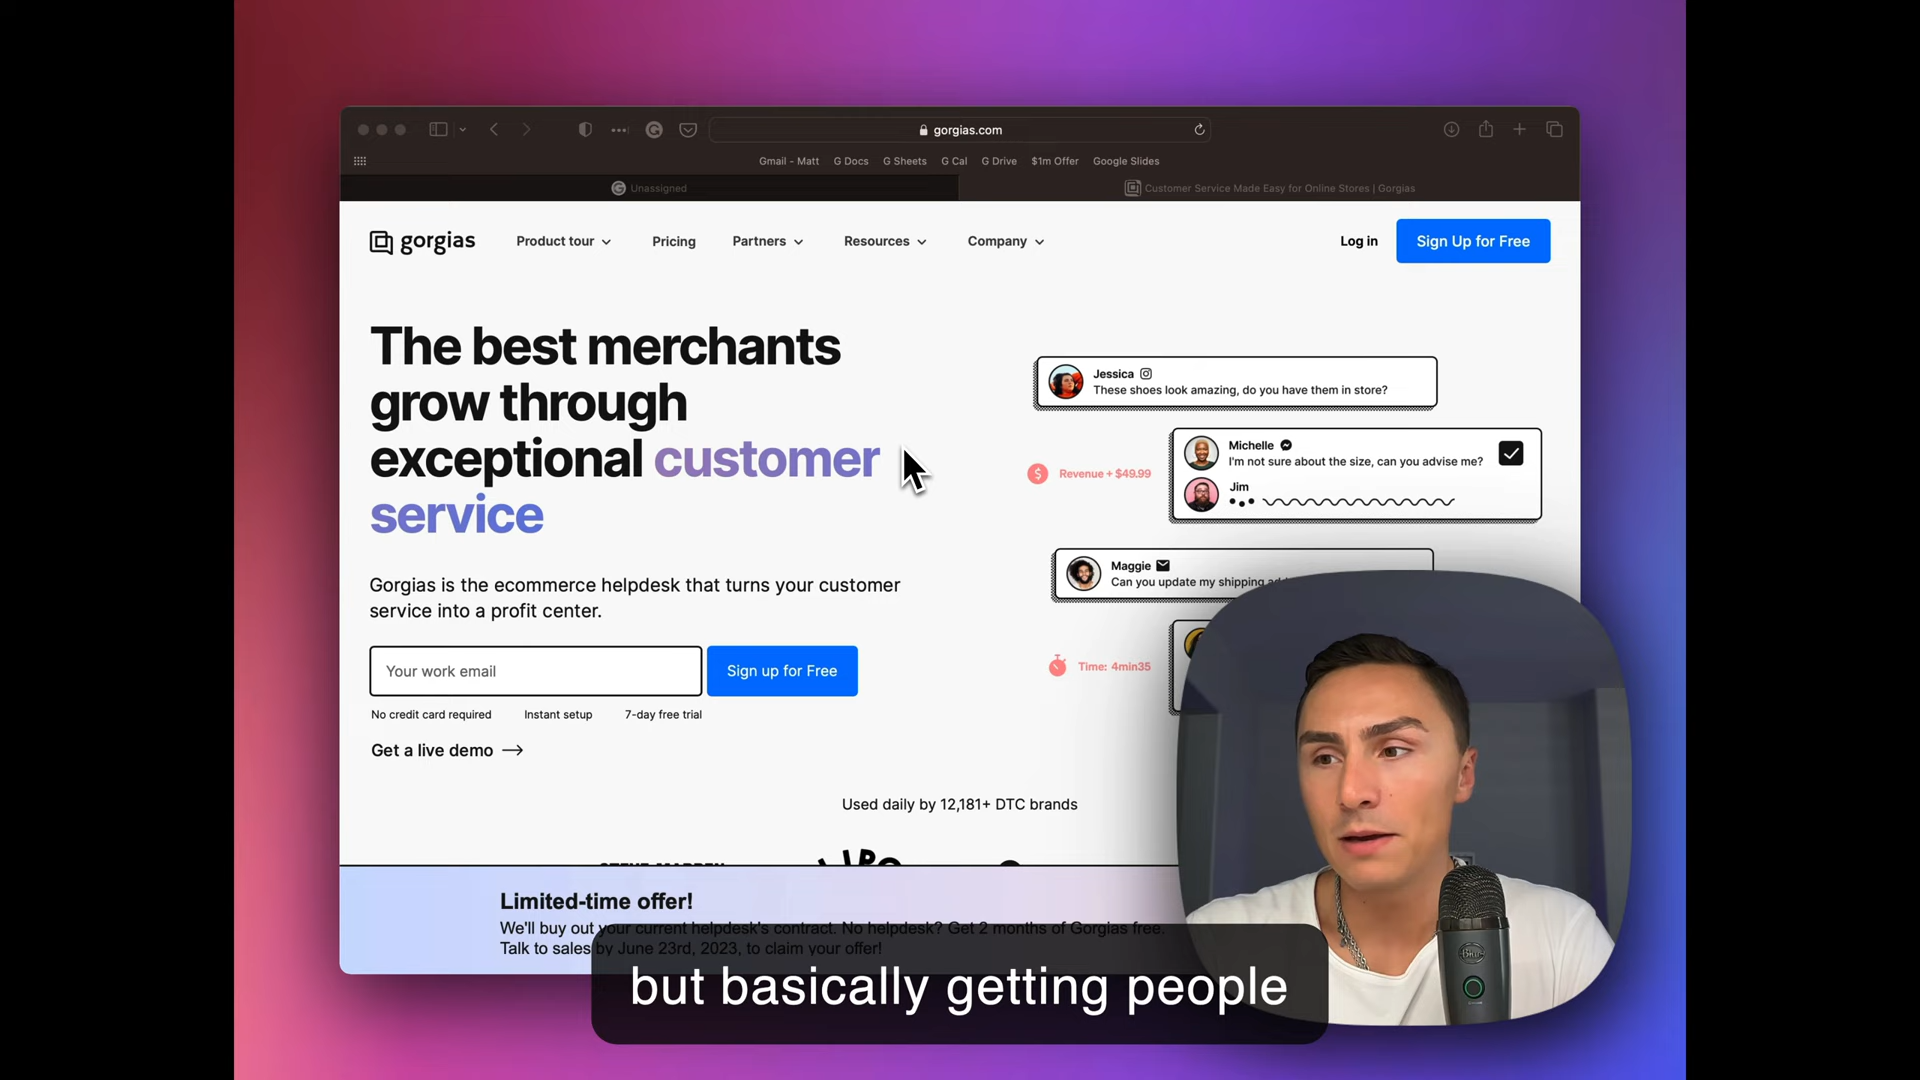 gorgias.com
Gmail - Matt G Docs G Sheets G Cal G Drive $1m Offer Google Slides
Unassigned
Customer Service Made Easy for Online Stores | Gorgias
gorgias
Product tour Pricing Partners Resources Company
Log in
Sign Up for Free
The best merchants
grow through
exceptional customer
service
Gorgias is the ecommerce helpdesk that turns your customer
service into a profit center.
Your work email
Sign up for Free
No credit card required Instant setup 7-day free trial
Get a live demo
Jessica
These shoes look amazing, do you have them in store?
Revenue + $49.99
Michelle
I'm not sure about the size, can you advise me?
Jim
Maggie
Can you update my shipping
Time: 4min35
Used daily by 12,181+ DTC brands
Limited-time offer!
We'll buy out your current helpdesk's contract. No helpdesk? Get 2 months of Gorgias free.
Talk to sales by June 23rd, 2023, to claim your offer!
but basically getting people